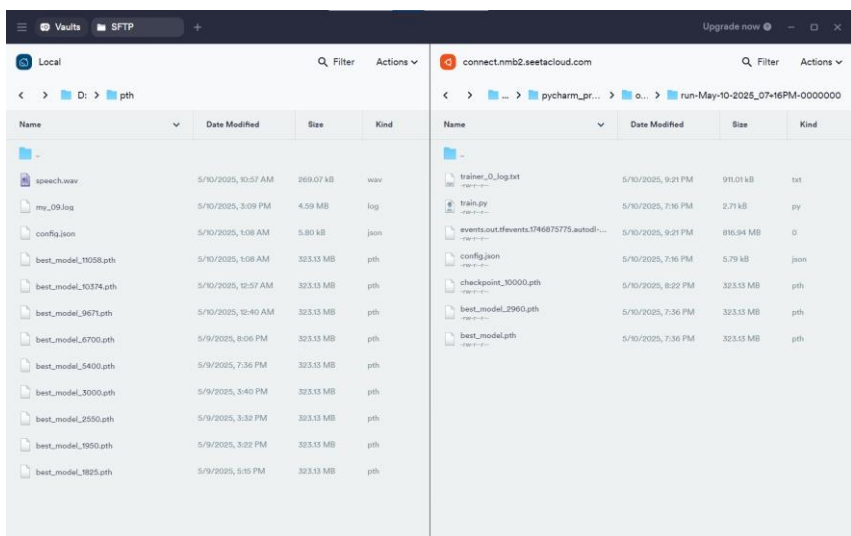 Vaults SFTP + Upgrade now
Local Filter Actions
D: pth
Name Date Modified Size Kind
..
speech.wav 5/10/2025, 10:57 AM 269.07 kB wav
my_09.log 5/10/2025, 3:09 PM 4.59 MB log
config.json 5/10/2025, 1:08 AM 5.80 kB json
best_model_11058.pth 5/10/2025, 1:08 AM 323.13 MB pth
best_model_10374.pth 5/10/2025, 12:57 AM 323.13 MB pth
best_model_9671.pth 5/10/2025, 12:40 AM 323.13 MB pth
best_model_6700.pth 5/9/2025, 8:06 PM 323.13 MB pth
best_model_5400.pth 5/9/2025, 7:36 PM 323.13 MB pth
best_model_3000.pth 5/9/2025, 3:40 PM 323.13 MB pth
best_model_2550.pth 5/9/2025, 3:32 PM 323.13 MB pth
best_model_1950.pth 5/9/2025, 3:22 PM 323.13 MB pth
best_model_1825.pth 5/9/2025, 5:15 PM 323.13 MB pth
connect.nmb2.seetacloud.com Filter Actions
... pycharm_pr... o... run-May-10-2025_07+16PM-0000000
Name Date Modified Size Kind
..
trainer_0_log.txt 5/10/2025, 9:21 PM 911.01 kB txt
-rw-r--r--
train.py 5/10/2025, 7:16 PM 2.71 kB py
-rw-r--r--
events.out.tfevents.1746875775.autodl-... 5/10/2025, 9:21 PM 816.94 MB 0
-rw-r--r--
config.json 5/10/2025, 7:16 PM 5.79 kB json
-rw-r--r--
checkpoint_10000.pth 5/10/2025, 8:22 PM 323.13 MB pth
-rw-r--r--
best_model_2960.pth 5/10/2025, 7:36 PM 323.13 MB pth
-rw-r--r--
best_model.pth 5/10/2025, 7:36 PM 323.13 MB pth
-rw-r--r--